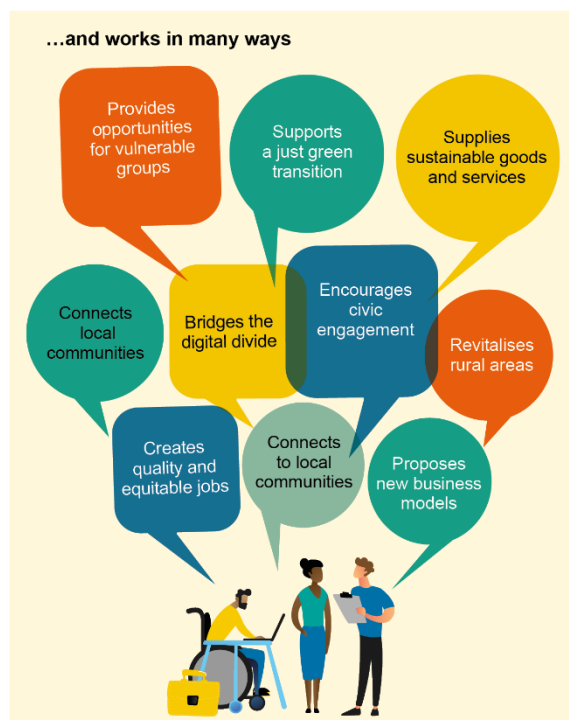 …and works in many ways
Provides
opportunities
for vulnerable
groups
Supports
a just green
transition
Supplies
sustainable goods
and services
Connects
local
communities
Bridges the
digital divide
Encourages
civic
engagement
Revitalises
rural areas
Creates
quality and
equitable jobs
Connects
to local
communities
Proposes
new business
models